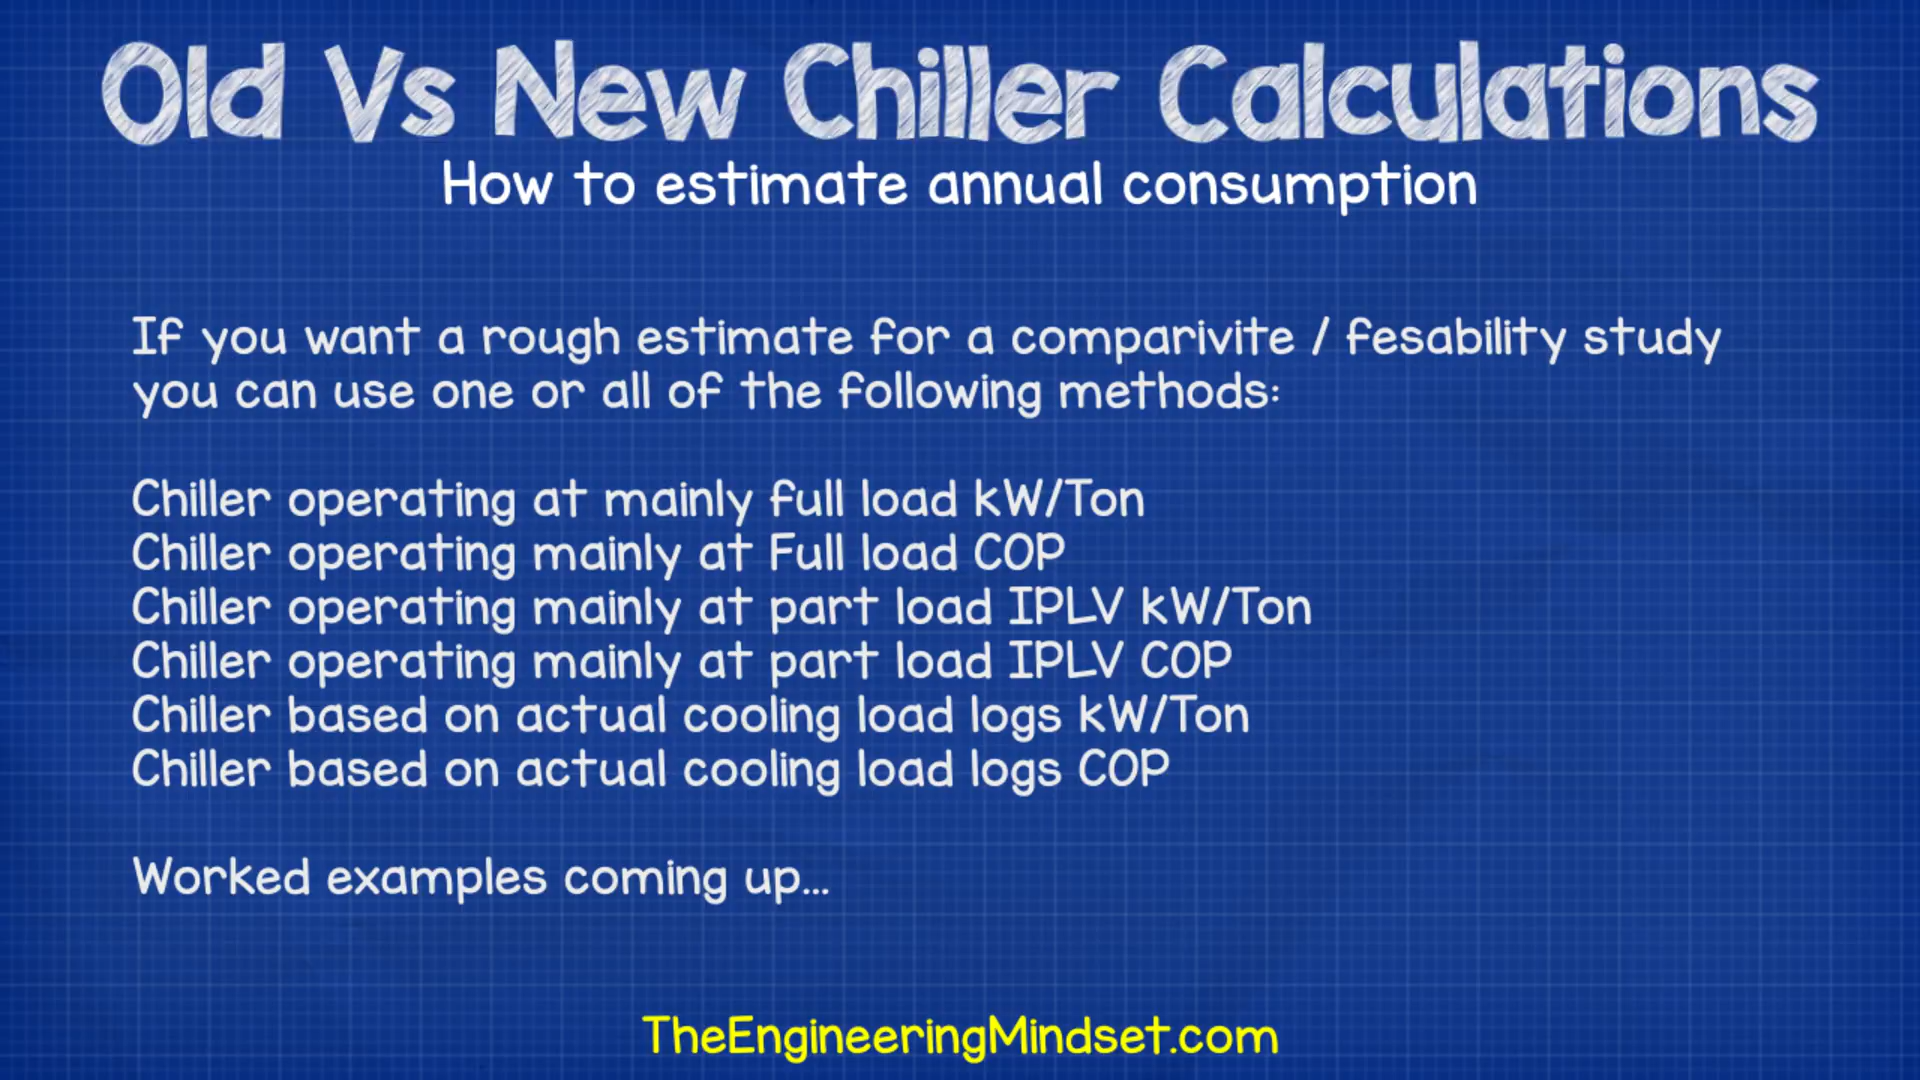 Old Vs New Chiller Calculations
How to estimate annual consumption
If you want a rough estimate for a comparivite / fesability study
you can use one or all of the following methods:
Chiller operating at mainly full load kW/Ton
Chiller operating mainly at Full load COP
Chiller operating mainly at part load IPLV kW/Ton
Chiller operating mainly at part load IPLV COP
Chiller based on actual cooling load logs kW/Ton
Chiller based on actual cooling load logs COP
Worked examples coming up...
TheEngineeringMindset.com